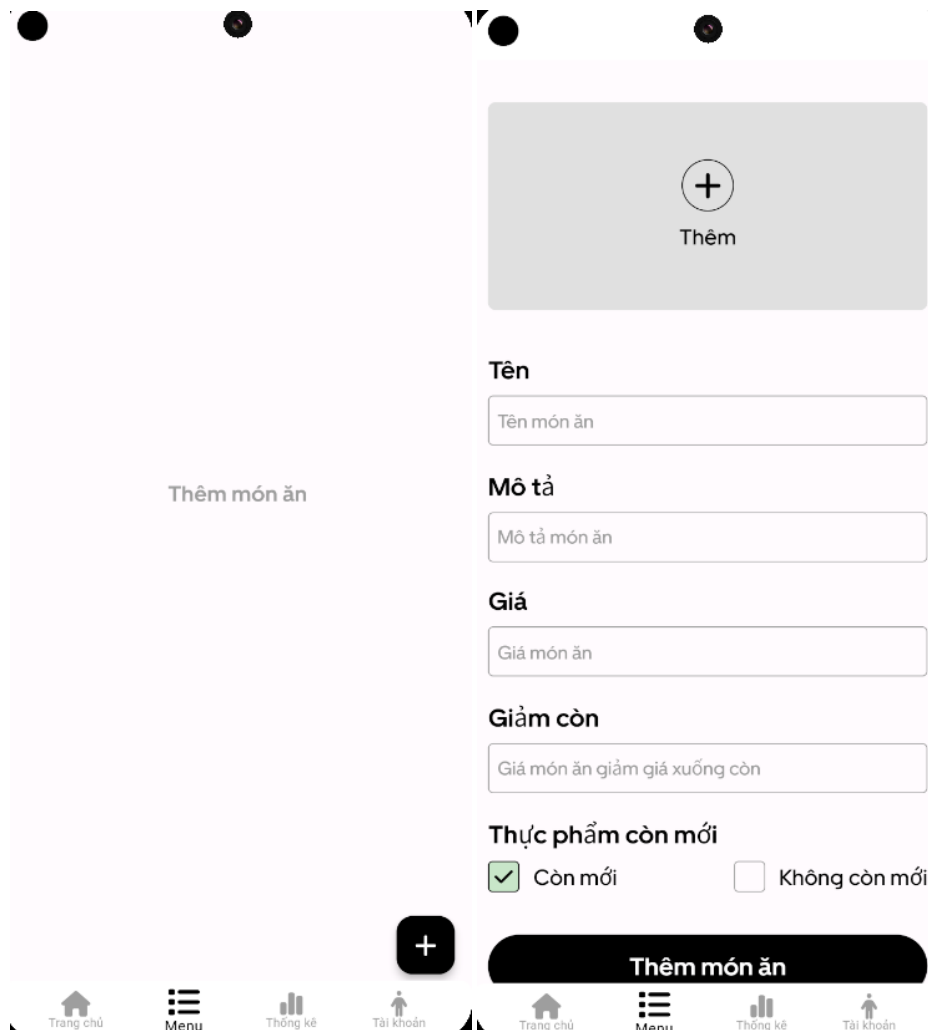 Thêm món ăn
Trang chủ
Menu
Thống kê
Tài khoản
Thêm
Tên
Tên món ăn
Mô tả
Mô tả món ăn
Giá
Giá món ăn
Giảm còn
Giá món ăn giảm giá xuống còn
Thực phẩm còn mới
Còn mới Không còn mới
Thêm món ăn
Trang chủ
Menu
Thống kê
Tài khoản